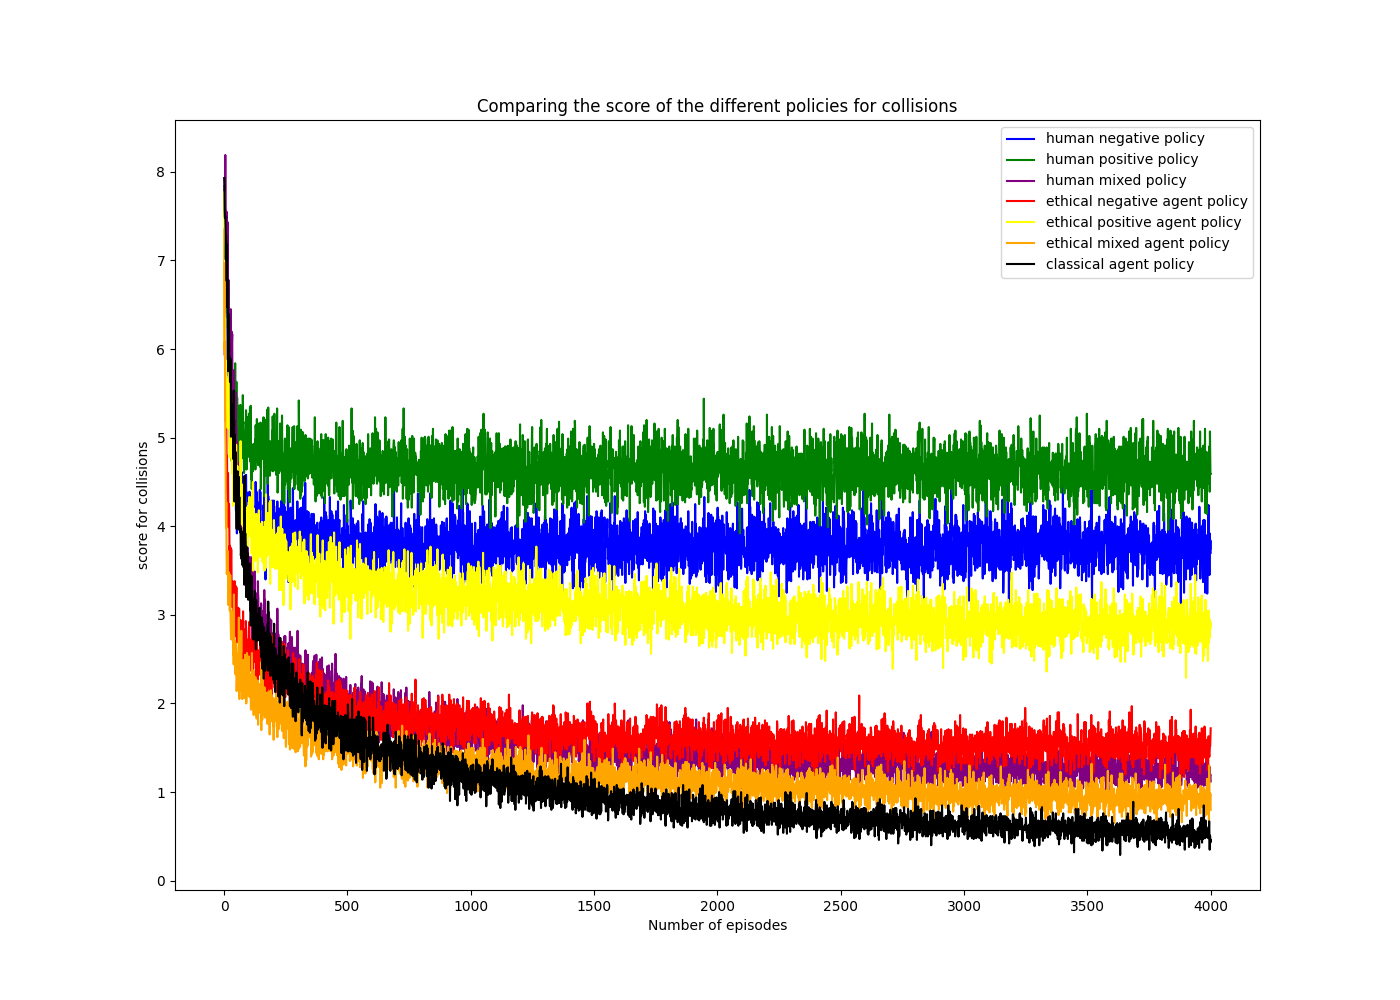 Comparing the score of the different policies for collisions
human negative policy
human positive policy
human mixed policy
ethical negative agent policy
ethical positive agent policy
ethical mixed agent policy
classical agent policy
score for collisions
8
7
6
5
4
3
2
1
0
0 500 1000 1500 2000 2500 3000 3500 4000
Number of episodes